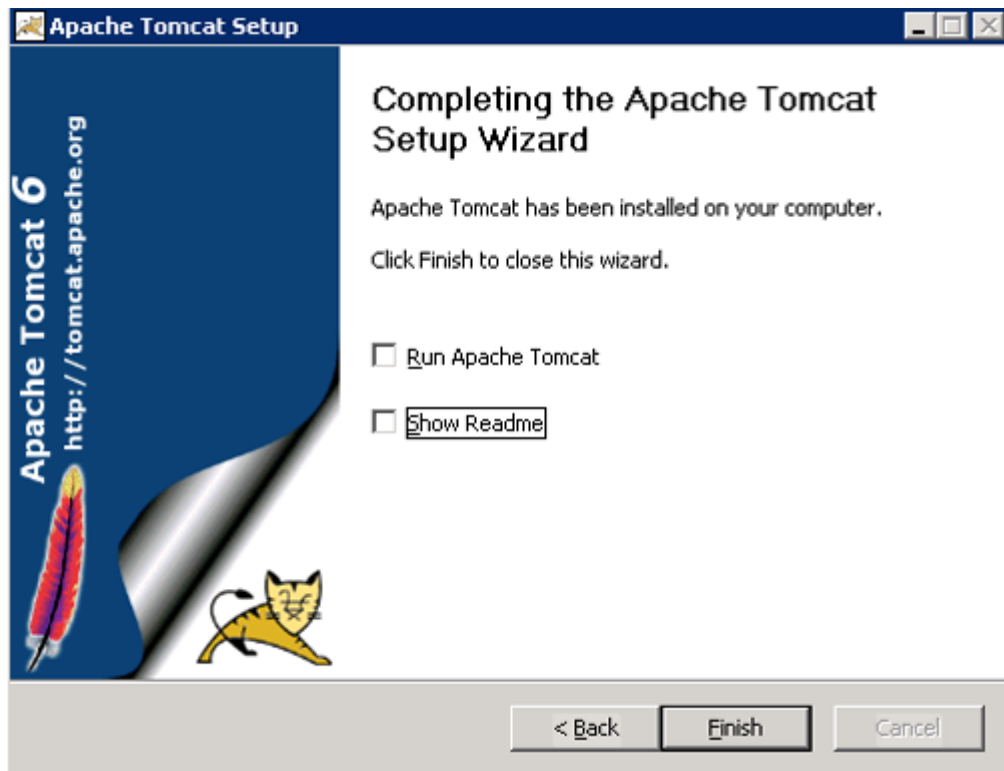 Apache Tomcat Setup
Apache Tomcat 6
http://tomcat.apache.org
Completing the Apache Tomcat
Setup Wizard
Apache Tomcat has been installed on your computer.
Click Finish to close this wizard.
Run Apache Tomcat
Show Readme
< Back
Finish
Cancel